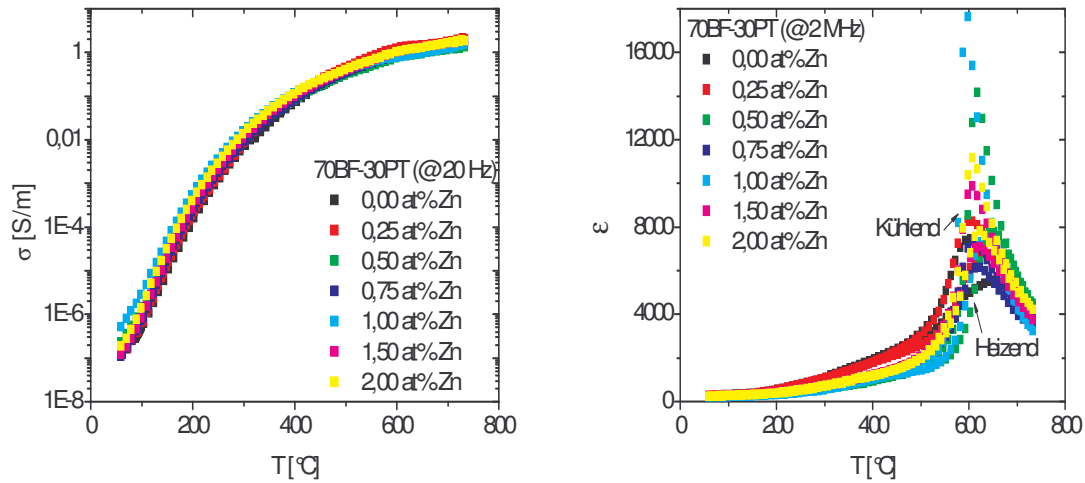 1
0,01
1E-4
1E-6
1E-8
σ [S/m]
70BF-30PT (@ 20 Hz)
0,00 at% Zn
0,25 at% Zn
0,50 at% Zn
0,75 at% Zn
1,00 at% Zn
1,50 at% Zn
2,00 at% Zn
0 200 400 600 800
T [°C]
16000
12000
8000
4000
0
ε
70BF-30PT (@ 2 MHz)
0,00 at% Zn
0,25 at% Zn
0,50 at% Zn
0,75 at% Zn
1,00 at% Zn
1,50 at% Zn
2,00 at% Zn
Kühlend
Heizend
0 200 400 600 800
T [°C]